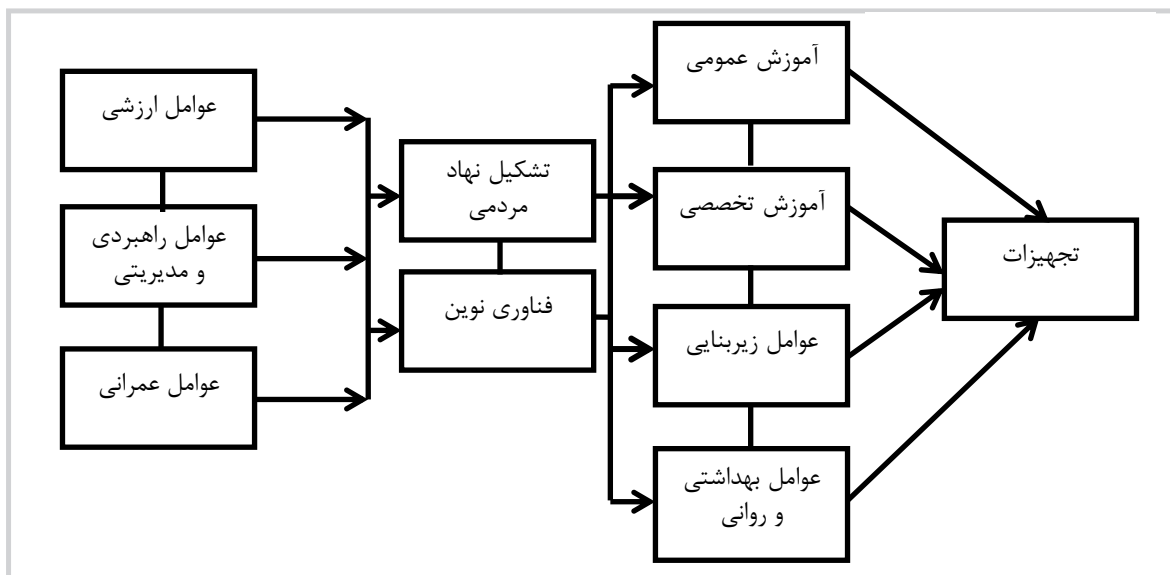 عوامل ارزشی
عوامل راهبردی
و مدیریتی
عوامل عمرانی
تشکیل نهاد
مردمی
فناوری نوین
آموزش عمومی
آموزش تخصصی
عوامل زیربنایی
عوامل بهداشتی
و روانی
تجهیزات